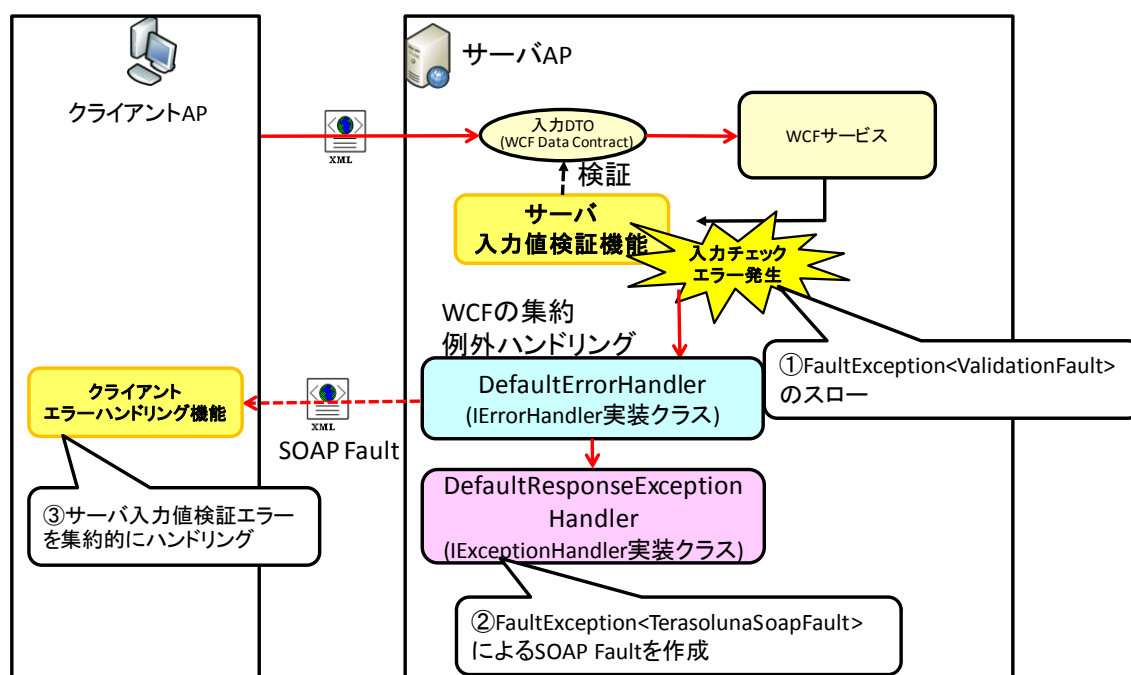 クライアントAP
サーバAP
XML
入力DTO
(WCF Data Contract)
WCFサービス
検証
サーバ
入力値検証機能
入力チェック
エラー発生
①FaultException<ValidationFault>
のスロー
WCFの集約
例外ハンドリング
DefaultErrorHandler
(IErrorHandler実装クラス)
クライアント
エラーハンドリング機能
XML
SOAP Fault
DefaultResponseException
Handler
(IExceptionHandler実装クラス)
③サーバ入力値検証エラー
を集約的にハンドリング
②FaultException<TerasolunaSoapFault>
によるSOAP Faultを作成